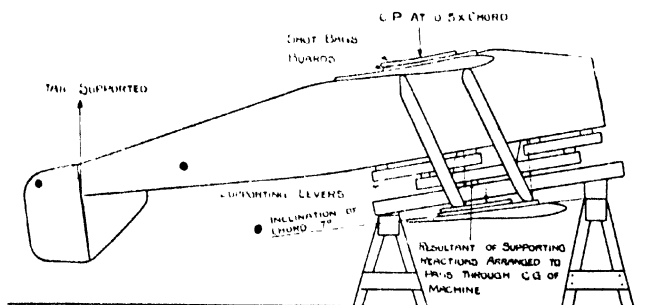 C P AT 0 5 X CHORD
SHOT BAGS
BOARDS
TAIL SUPPORTED
SUPPORTING LEVERS
INCLINATION OF
CHORD 7°
RESULTANT OF SUPPORTING
REACTIONS ARRANGED TO
PASS THROUGH CG OF
MACHINE